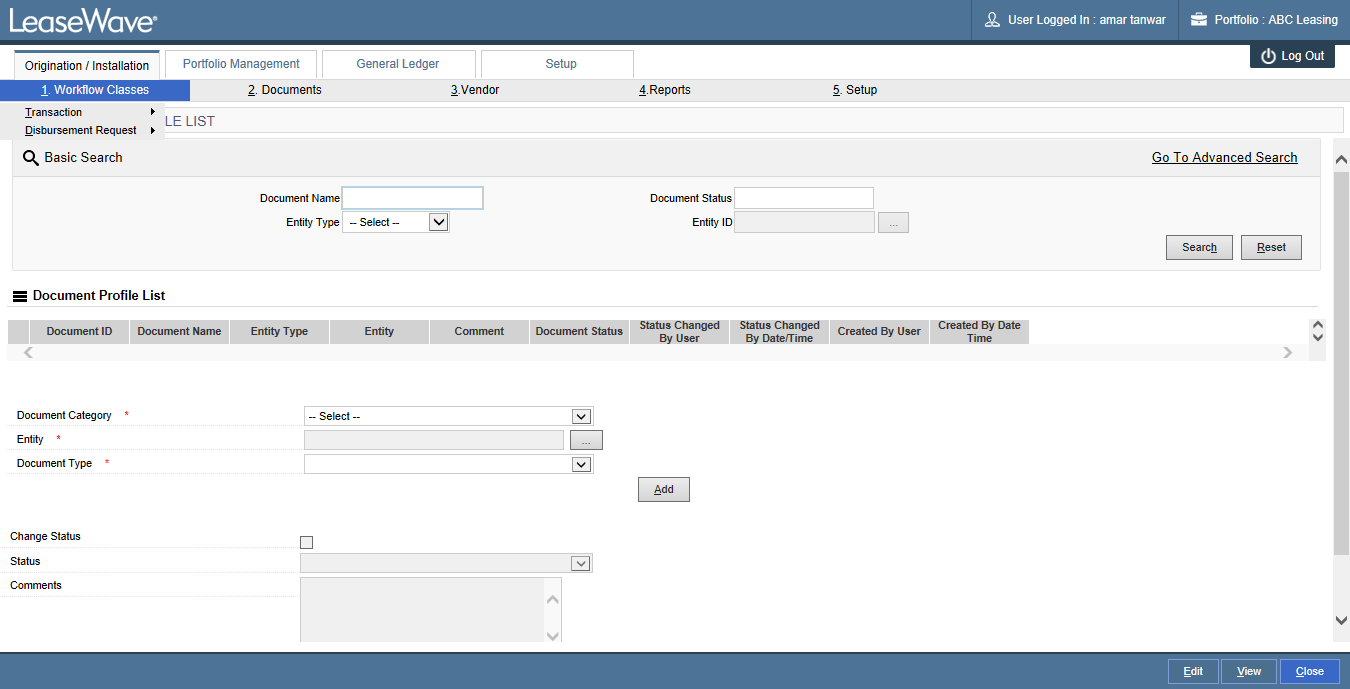 LeaseWave®
User Logged In : amar tanwar
Portfolio : ABC Leasing
Log Out
Origination / Installation
Portfolio Management
General Ledger
Setup
1. Workflow Classes
2. Documents
3.Vendor
4.Reports
5. Setup
Transaction
Disbursement Request
LE LIST
Basic Search
Go To Advanced Search
Document Name
Document Status
Entity Type
-- Select --
Entity ID
...
Search
Reset
Document Profile List
Document ID
Document Name
Entity Type
Entity
Comment
Document Status
Status Changed
By User
Status Changed
By Date/Time
Created By User
Created By Date
Time
Document Category *
-- Select --
Entity *
...
Document Type *
Add
Change Status
Status
Comments
Edit
View
Close